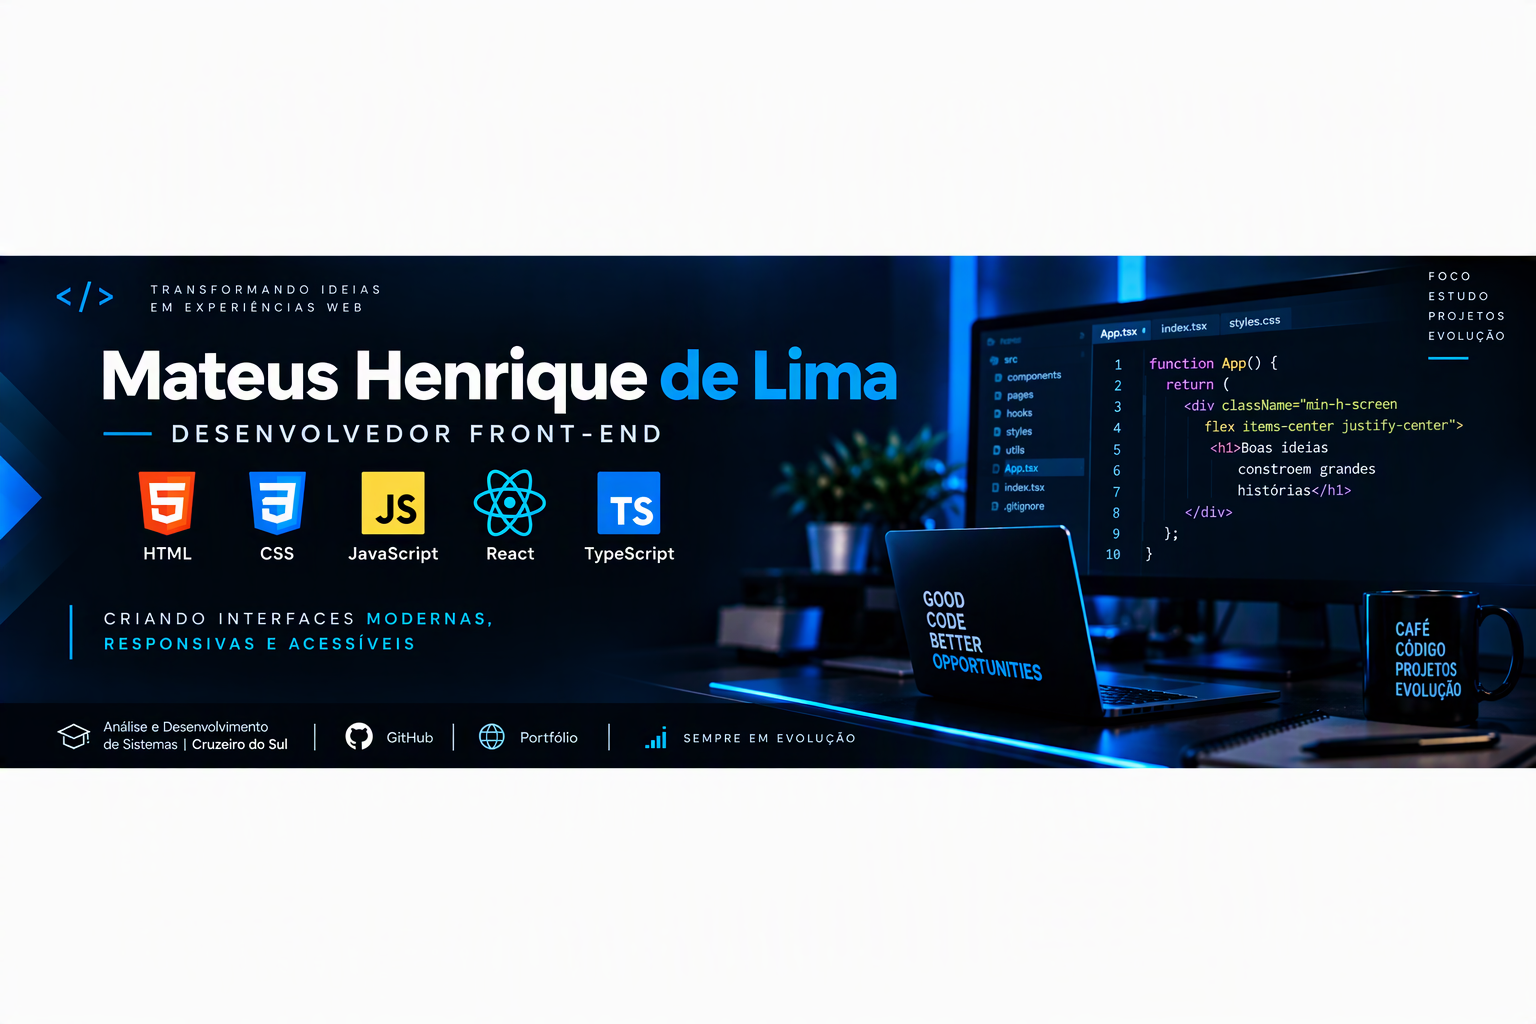 </>
TRANSFORMANDO IDEIAS
EM EXPERIÊNCIAS WEB
Mateus Henrique de Lima
DESENVOLVEDOR FRONT-END
5
3
JS
TS
HTML
CSS
JavaScript
React
TypeScript
CRIANDO INTERFACES MODERNAS,
RESPONSIVAS E ACESSÍVEIS
Análise e Desenvolvimento
de Sistemas | Cruzeiro do Sul
GitHub
Portfólio
SEMPRE EM EVOLUÇÃO
src
components
pages
hooks
styles
utils
App.tsx
index.tsx
.gitignore
App.tsx
index.tsx
styles.css
1 function App() {
2 return (
3 <div className="min-h-screen
4 flex items-center justify-center">
5 <h1>Boas ideias
6 constroem grandes
7 histórias</h1>
8 </div>
9 };
10 }
FOCO
ESTUDO
PROJETOS
EVOLUÇÃO
GOOD
CODE
BETTER
OPPORTUNITIES
CAFÉ
CÓDIGO
PROJETOS
EVOLUÇÃO